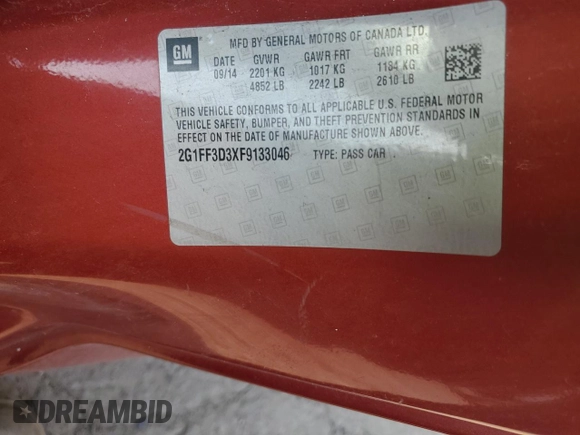 GM
MFD BY GENERAL MOTORS OF CANADA LTD.
DATE GVWR GAWR FRT GAWR RR
09/14 2201 KG 1017 KG 1184 KG
4852 LB 2242 LB 2610 LB
THIS VEHICLE CONFORMS TO ALL APPLICABLE U.S. FEDERAL MOTOR
VEHICLE SAFETY, BUMPER, AND THEFT PREVENTION STANDARDS IN
EFFECT ON THE DATE OF MANUFACTURE SHOWN ABOVE.
2G1FF3D3XF9133046 TYPE: PASS CAR
DREAMBID